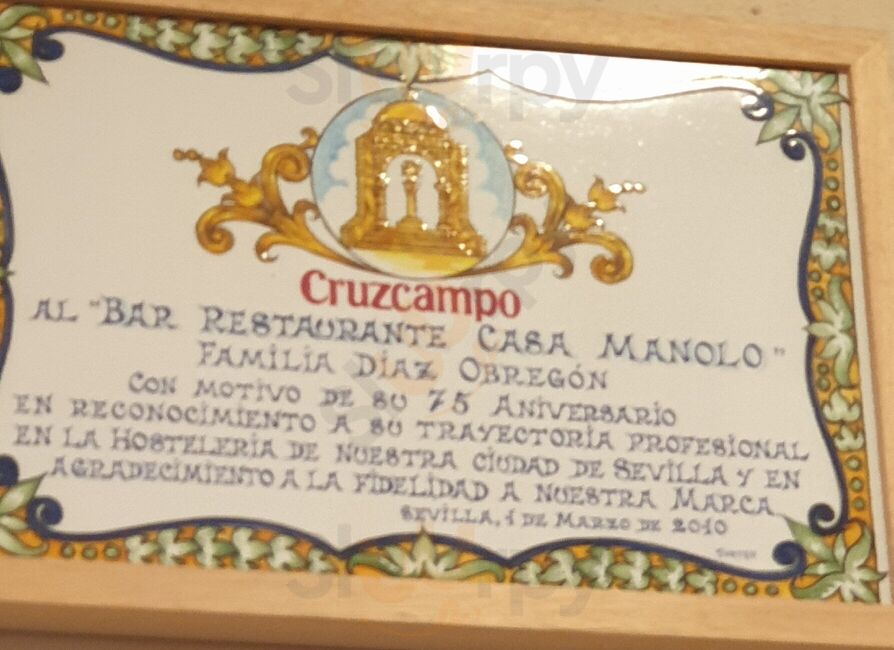 Cruzcampo
AL "BAR RESTAURANTE CASA MANOLO"
FAMILIA DÍAZ OBREGÓN
CON MOTIVO DE SU 75 ANIVERSARIO
EN RECONOCIMIENTO A SU TRAYECTORIA PROFESIONAL
EN LA HOSTELERÍA DE NUESTRA CIUDAD DE SEVILLA Y EN
AGRADECIMIENTO A LA FIDELIDAD A NUESTRA MARCA
SEVILLA, 1 DE MARZO DE 2010